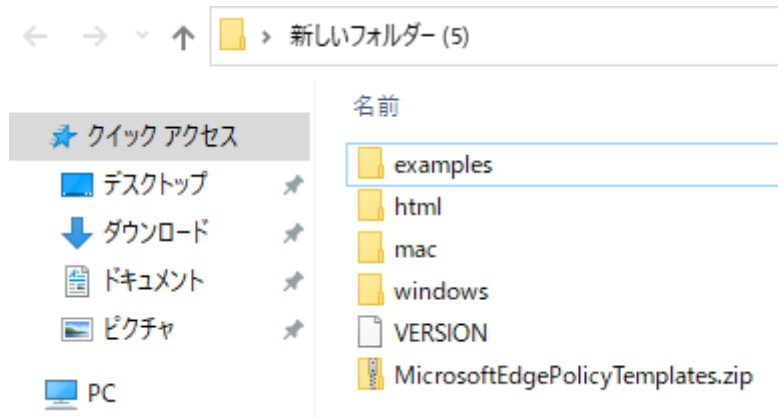 新しいフォルダー (5)
クイック アクセス
デスクトップ
ダウンロード
ドキュメント
ピクチャ
PC
名前
examples
html
mac
windows
VERSION
MicrosoftEdgePolicyTemplates.zip